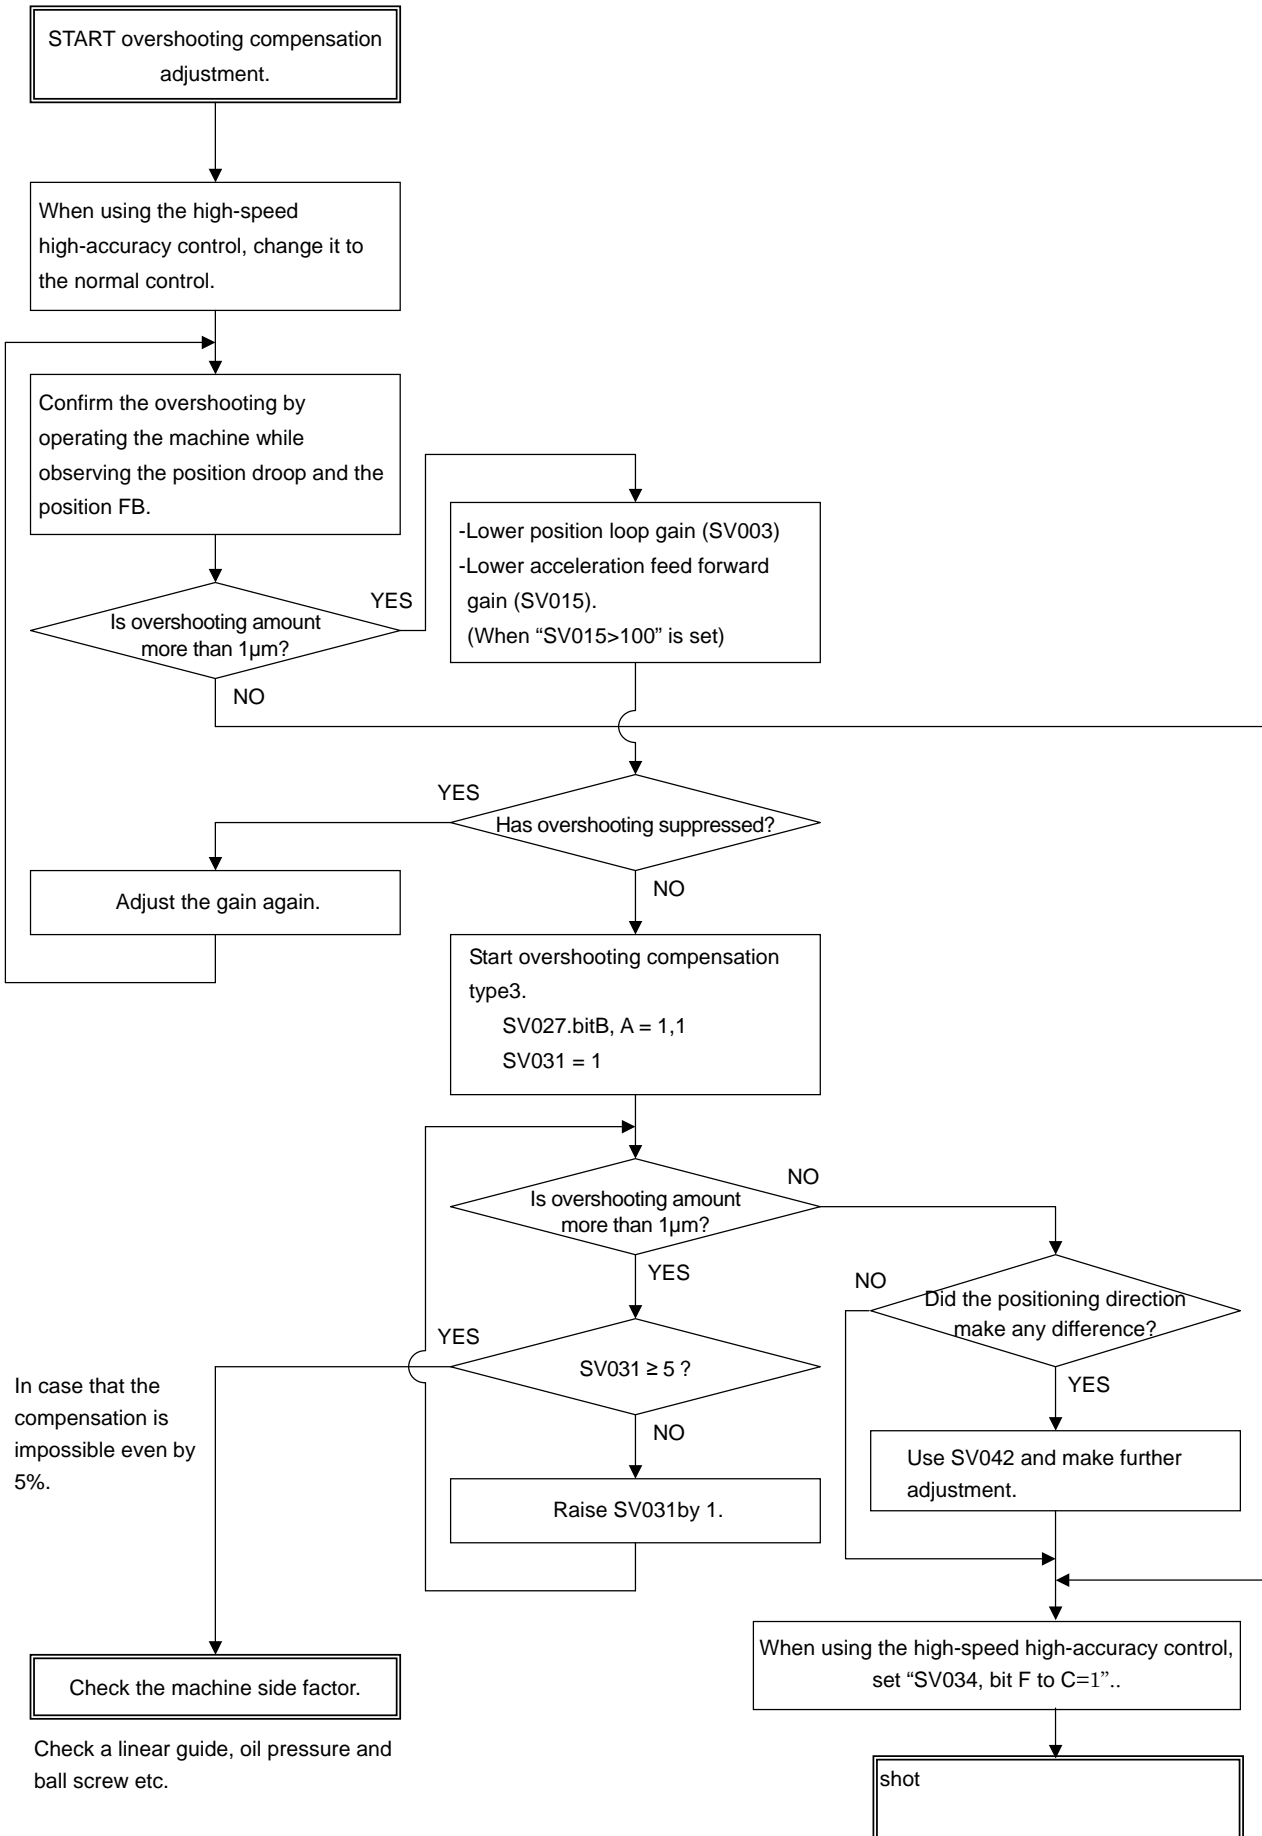 START overshooting compensation
adjustment.
When using the high-speed
high-accuracy control, change it to
the normal control.
Confirm the overshooting by
operating the machine while
observing the position droop and the
position FB.
YES
Is overshooting amount
more than 1µm?
NO
-Lower position loop gain (SV003)
-Lower acceleration feed forward
gain (SV015).
(When “SV015>100” is set)
YES
Has overshooting suppressed?
NO
Adjust the gain again.
Start overshooting compensation
type3.
SV027.bitB, A = 1,1
SV031 = 1
NO
Is overshooting amount
more than 1µm?
YES
NO
Did the positioning direction
make any difference?
YES
YES
SV031 ≥ 5 ?
NO
In case that the
compensation is
impossible even by
5%.
Use SV042 and make further
adjustment.
Raise SV031by 1.
When using the high-speed high-accuracy control,
set “SV034, bit F to C=1”..
Check the machine side factor.
Check a linear guide, oil pressure and
ball screw etc.
shot